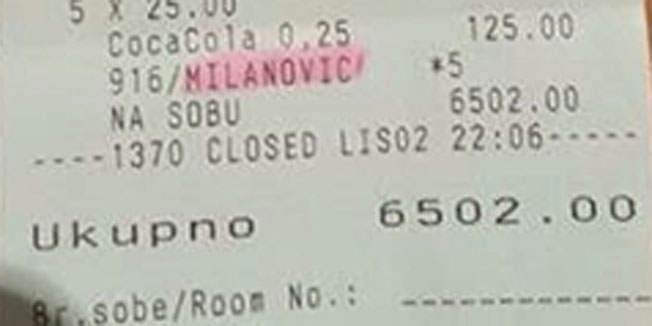 5 X 25.00
CocaCola 0.25 125.00
916/MILANOVIC/ *5
NA SOBU 6502.00
----1370 CLOSED LIS02 22:06-----
Ukupno 6502.00
Br.sobe/Room No.: -------------